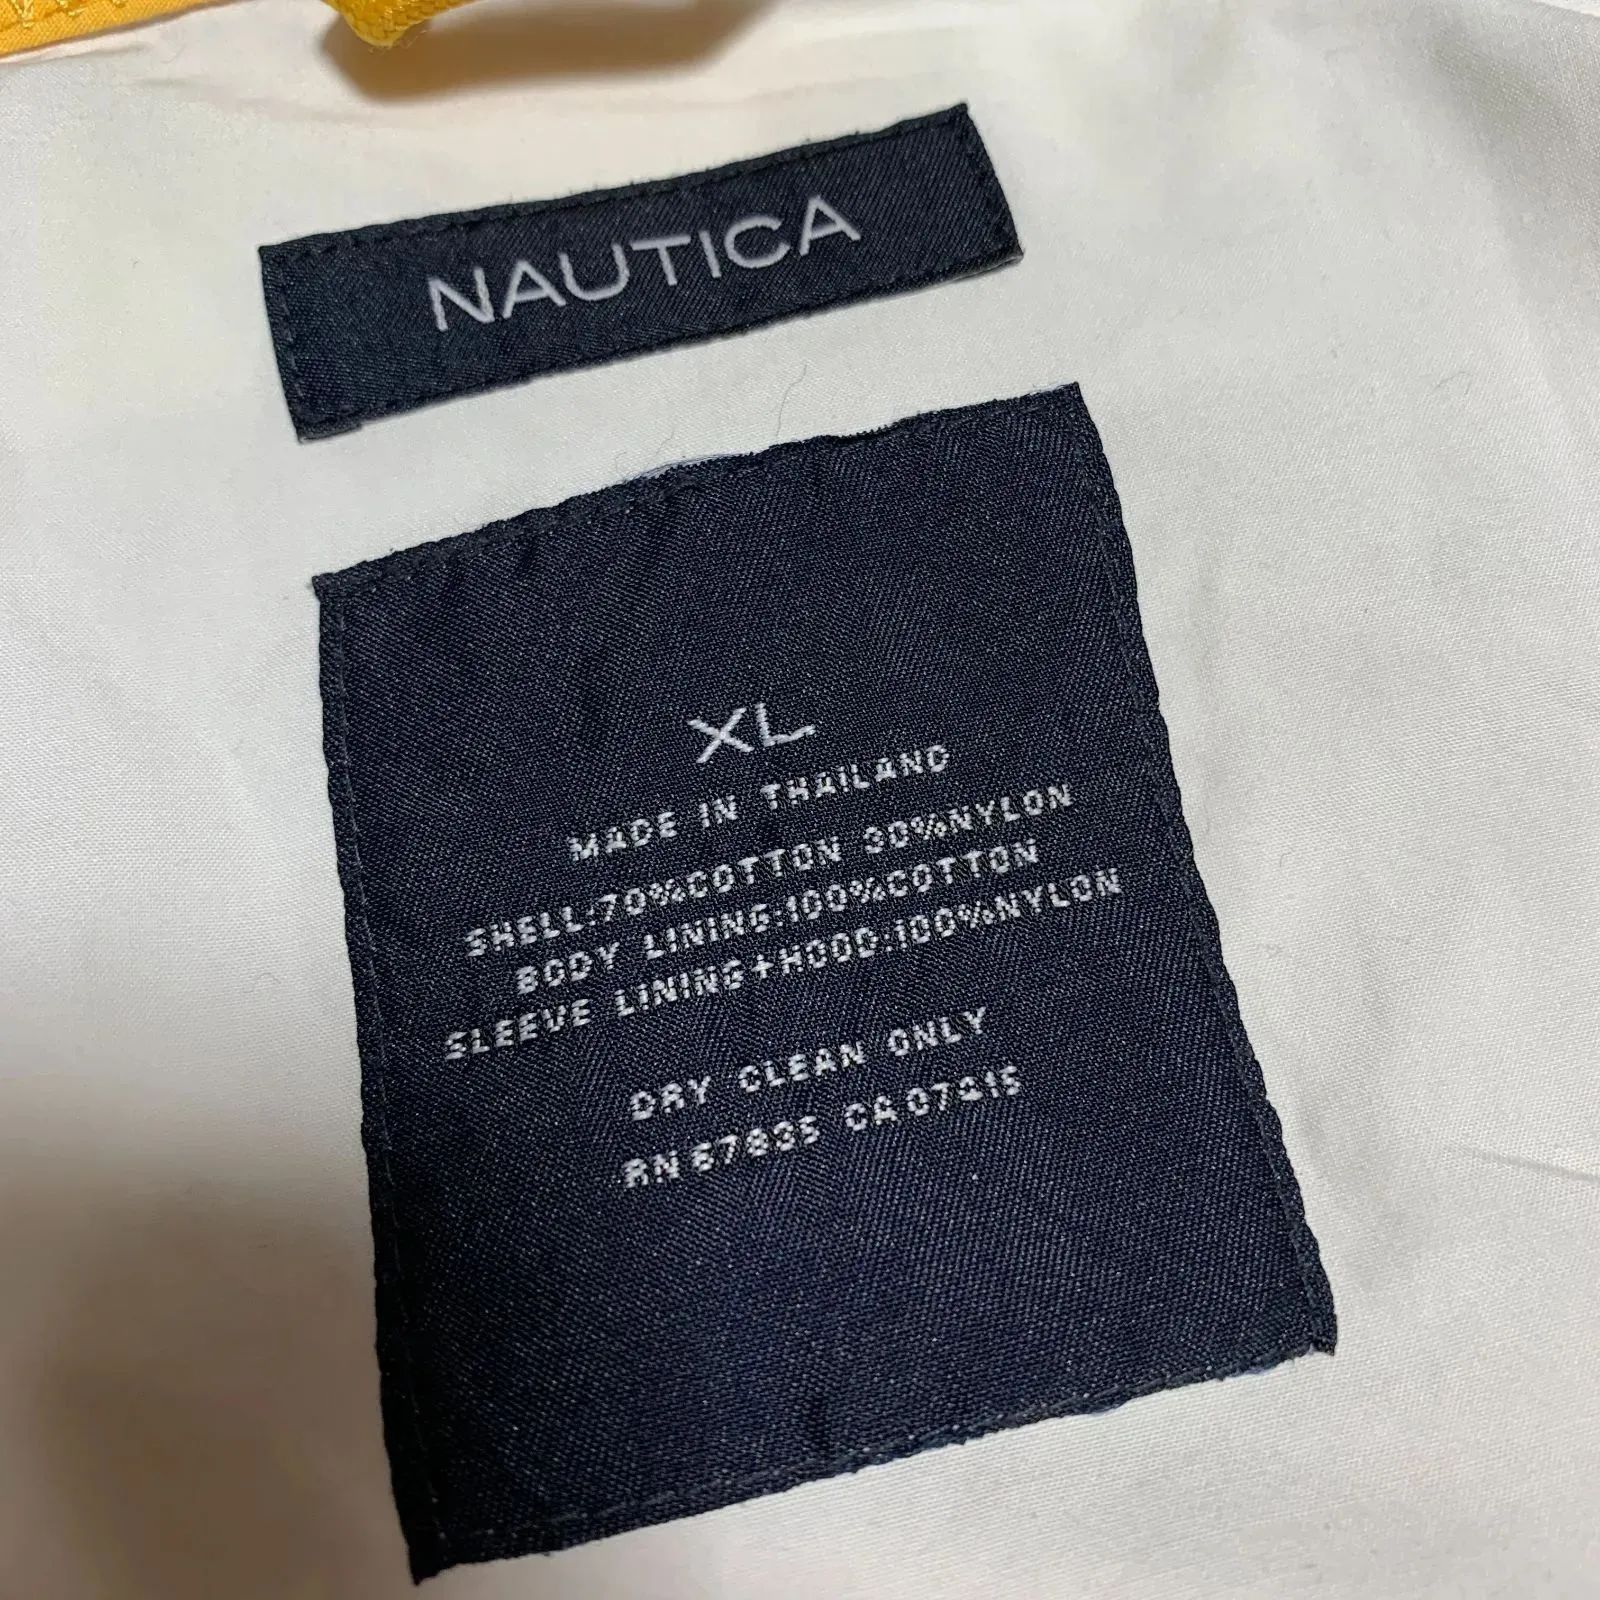 NAUTICA
XL
MADE IN THAILAND
SHELL:70%COTTON 30%NYLON
BODY LINING:100%COTTON
SLEEVE LINING+HOOD:100%NYLON
DRY CLEAN ONLY
RN 67835 CA 07215